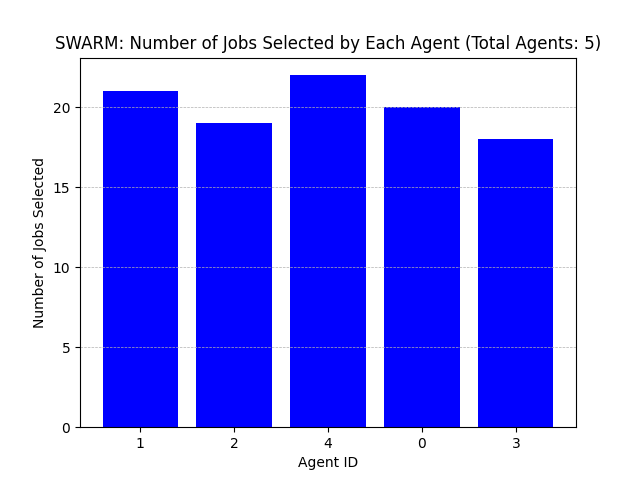 SWARM: Number of Jobs Selected by Each Agent (Total Agents: 5)
20
15
10
5
0
Number of Jobs Selected
1 2 4 0 3
Agent ID